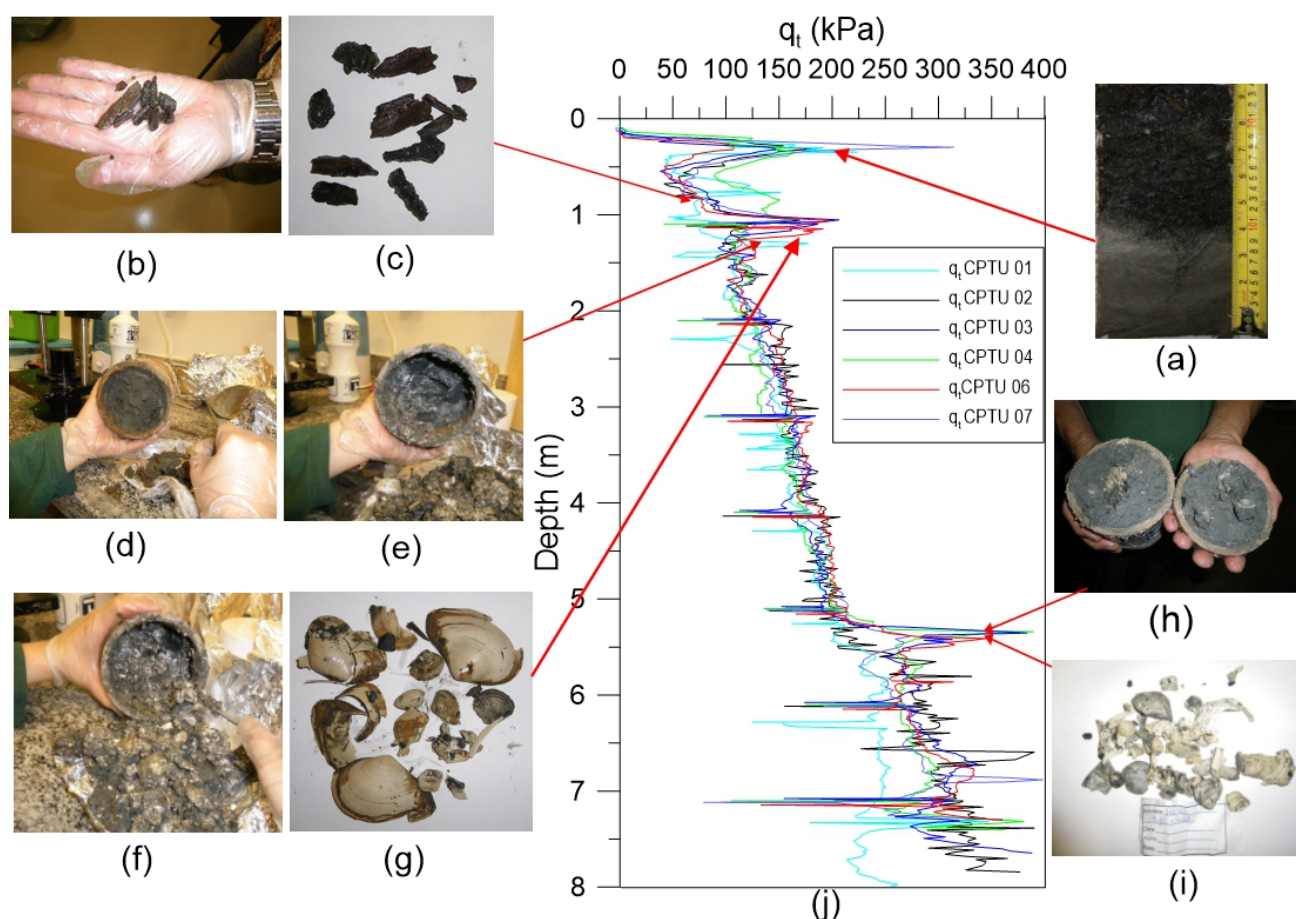 qt (kPa)
0 50 100 150 200 250 300 350 400
0
1
2
3
4
5
6
7
8
Depth (m)
qt CPTU 01
qt CPTU 02
qt CPTU 03
qt CPTU 04
qt CPTU 06
qt CPTU 07
(a)
(b)
(c)
(d)
(e)
(f)
(g)
(h)
(i)
(j)